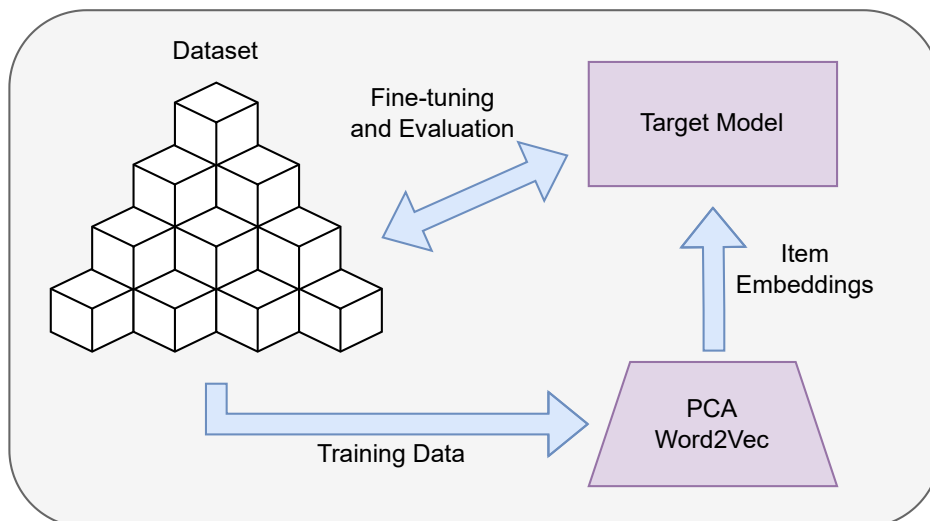 Dataset
Fine-tuning
and Evaluation
Target Model
Item
Embeddings
PCA
Word2Vec
Training Data